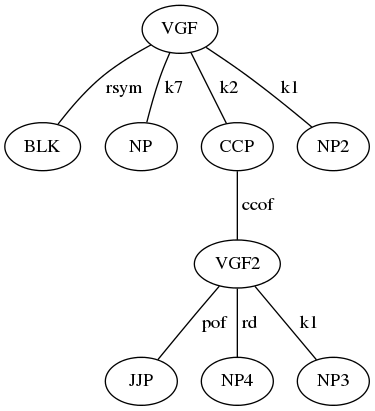 VGF
rsym k7 k2 k1
BLK NP CCP NP2
ccof
VGF2
pof rd k1
JJP NP4 NP3